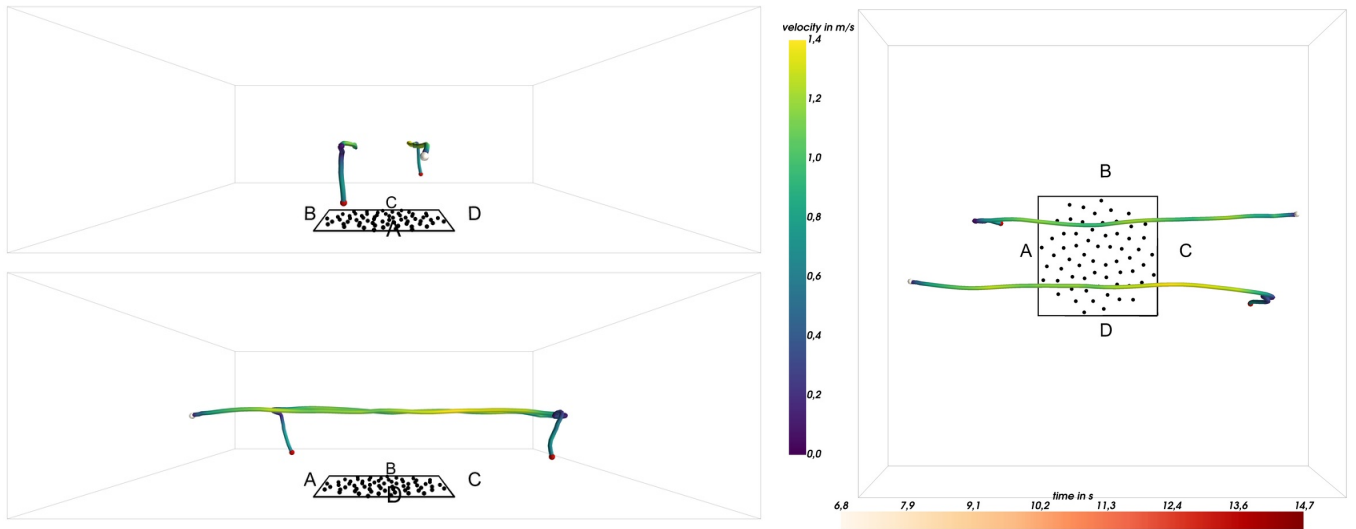 B
C
D
A
B
A
C
D
velocity in m/s
1,4
1,2
1,0
0,8
0,6
0,4
0,2
0,0
B
A
C
D
time in s
6,8
7,9
9,1
10,2
11,3
12,4
13,6
14,7